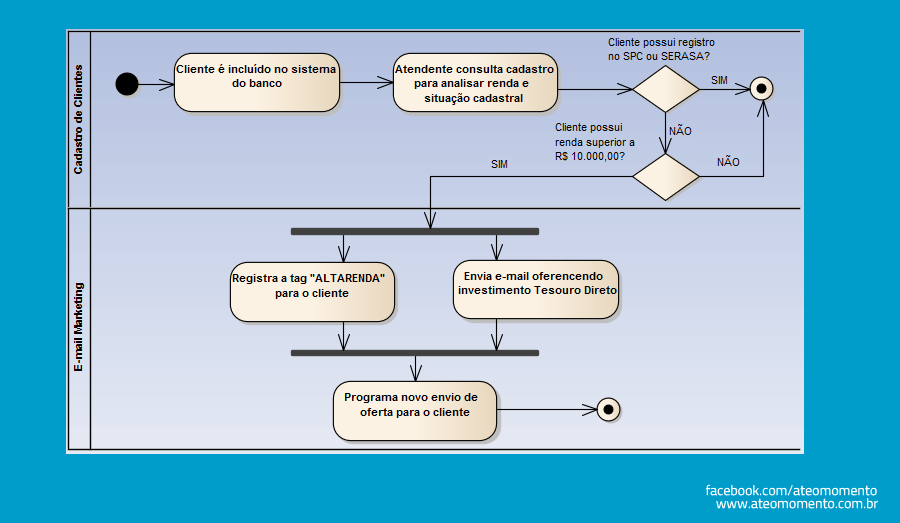 Cadastro de Clientes
Cliente é incluído no sistema
do banco
Atendente consulta cadastro
para analisar renda e
situação cadastral
Cliente possui registro
no SPC ou SERASA?
SIM
NÃO
Cliente possui
renda superior a
R$ 10.000,00?
SIM
NÃO
E-mail Marketing
Registra a tag "ALTARENDA"
para o cliente
Envia e-mail oferencendo
investimento Tesouro Direto
Programa novo envio de
oferta para o cliente
facebook.com/ateomomento
www.ateomomento.com.br